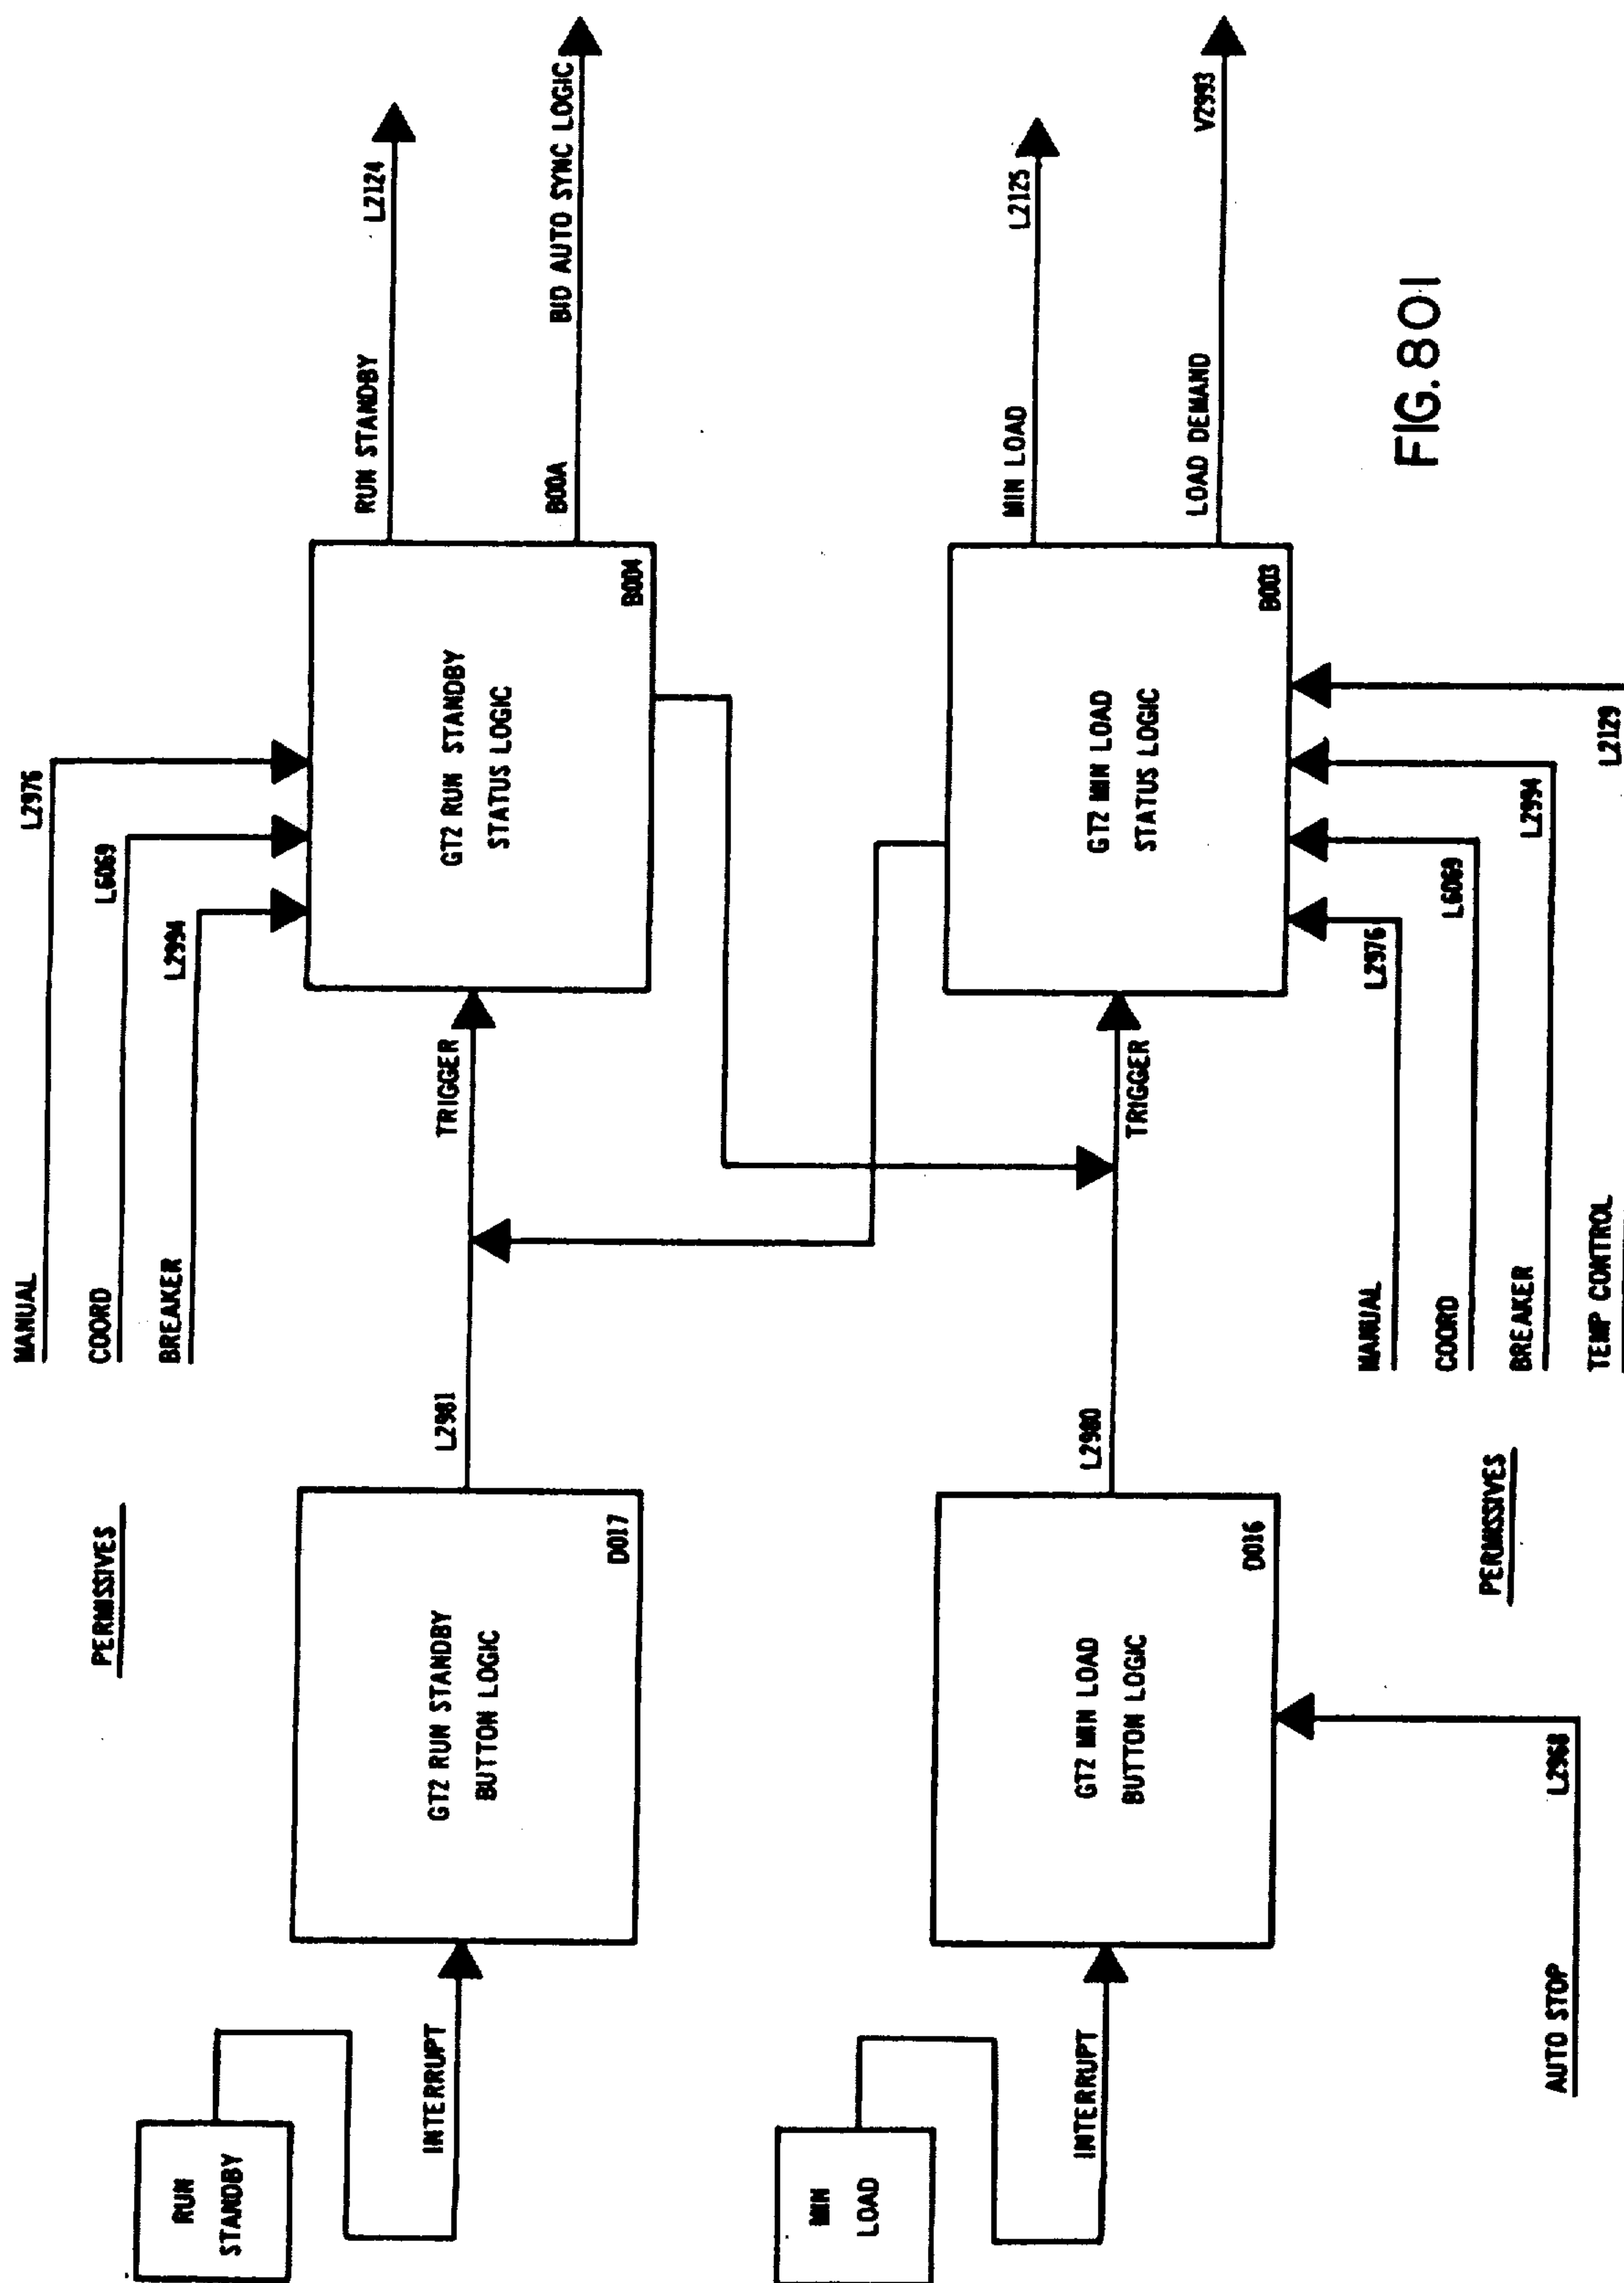 RUN
STANDBY
INTERRUPT
GT2 RUN STANDBY
BUTTON LOGIC
D017
PERMISSIVES
MANUAL
L2976
COORD
L6069
BREAKER
L2994
L2981
TRIGGER
GT2 RUN STANDBY
STATUS LOGIC
B004
RUN STANDBY
L2124
B00A
BID AUTO SYNC LOGIC
MIN
LOAD
INTERRUPT
GT2 MIN LOAD
BUTTON LOGIC
D016
AUTO STOP
L2968
L2980
TRIGGER
GT2 MIN LOAD
STATUS LOGIC
B003
MIN LOAD
L2125
LOAD DEMAND
V2993
PERMISSIVES
MANUAL
L2976
COORD
L6069
BREAKER
L2994
TEMP CONTROL
L2129
FIG. 801